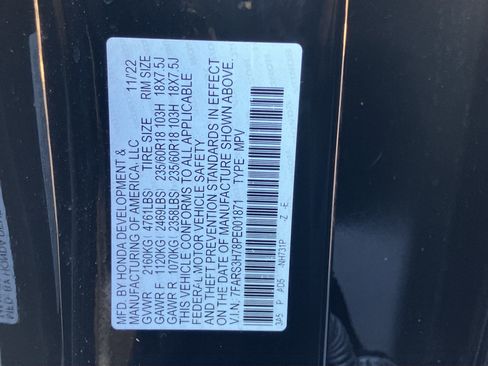 MFD. BY HONDA DEVELOPMENT & 11/22
MANUFACTURING OF AMERICA, LLC
GVWR 2160KG( 4761LBS) TIRE SIZE RIM SIZE
GAWR F 1120KG( 2469LBS) 235/60R18 103H 18X7.5J
GAWR R 1070KG( 2358LBS) 235/60R18 103H 18X7.5J
THIS VEHICLE CONFORMS TO ALL APPLICABLE
FEDERAL MOTOR VEHICLE SAFETY
AND THEFT PREVENTION STANDARDS IN EFFECT
ON THE DATE OF MANUFACTURE SHOWN ABOVE.
V.I.N: 7FARS3H78PE001871 TYPE: MPV
3A5 P A06 -NH731P -Z -E